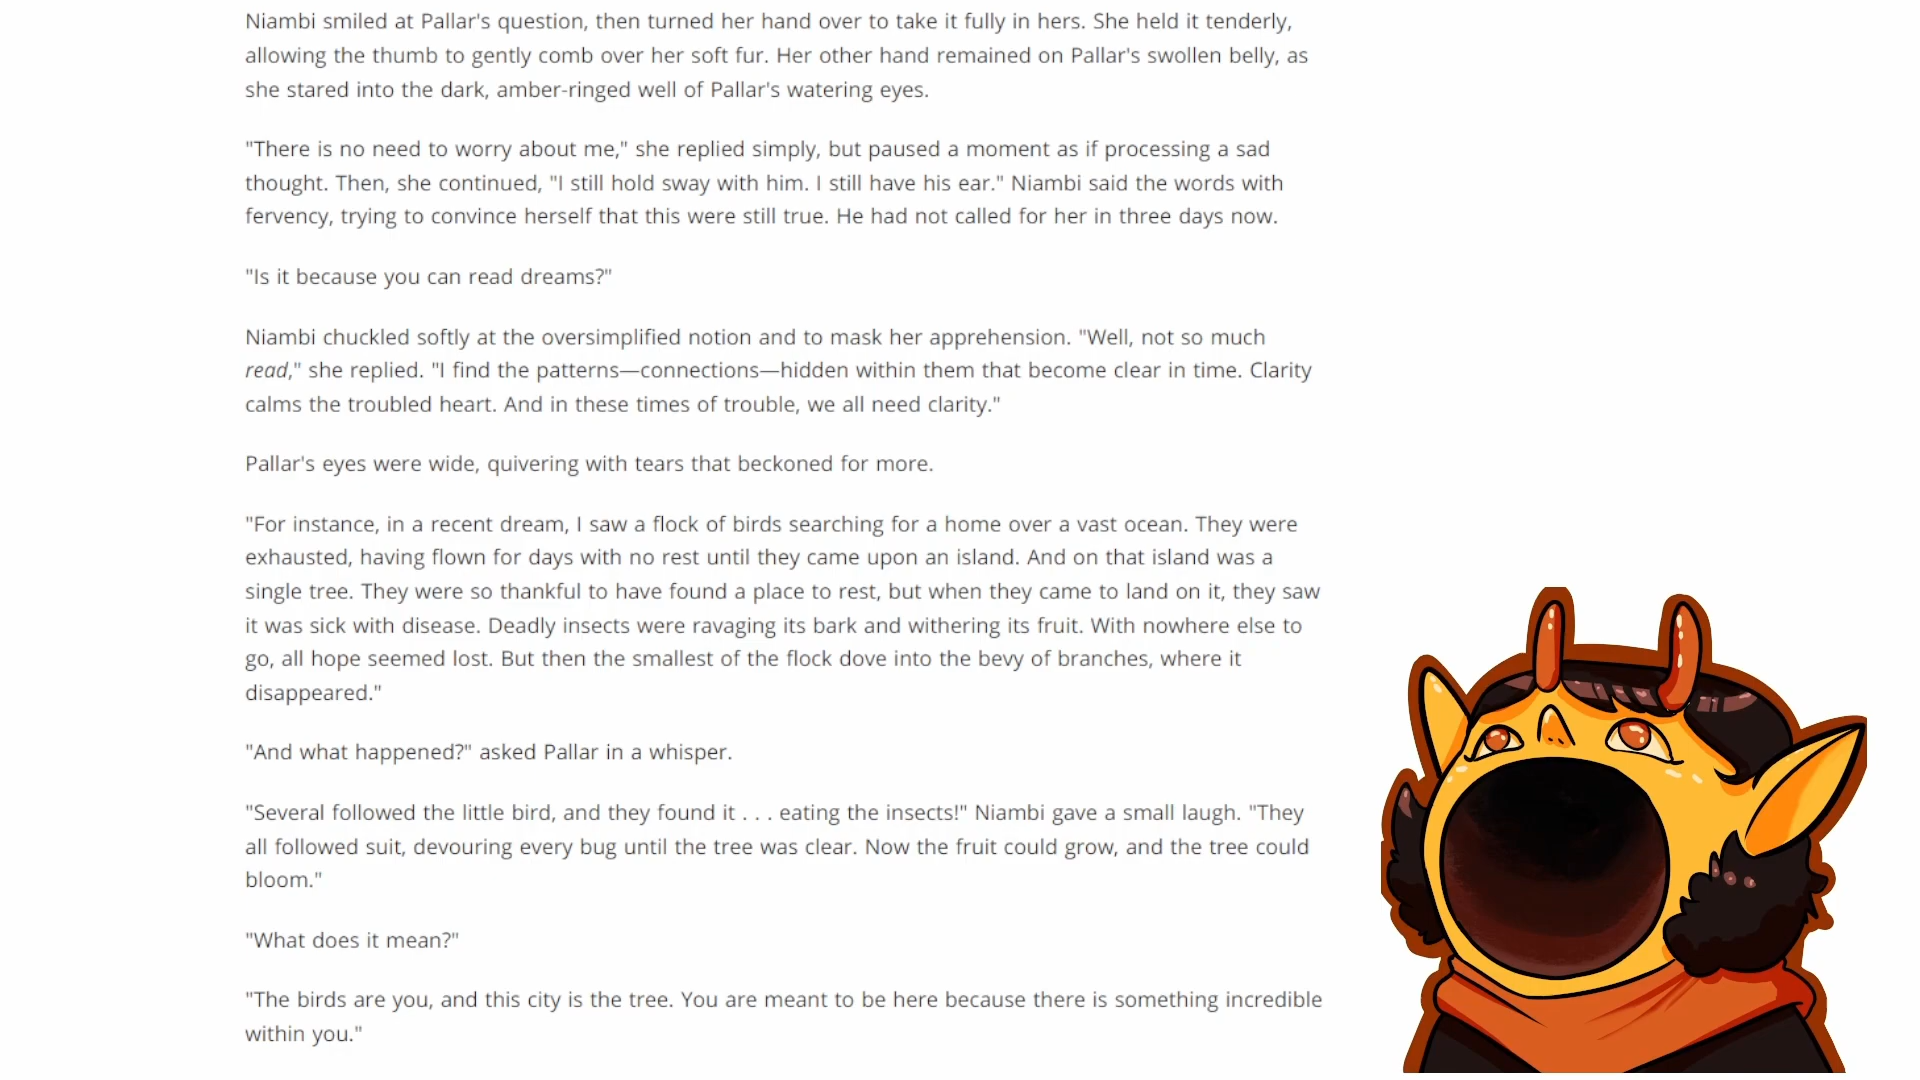 Niambi smiled at Pallar's question, then turned her hand over to take it fully in hers. She held it tenderly,
allowing the thumb to gently comb over her soft fur. Her other hand remained on Pallar's swollen belly, as
she stared into the dark, amber-ringed well of Pallar's watering eyes.
"There is no need to worry about me," she replied simply, but paused a moment as if processing a sad
thought. Then, she continued, "I still hold sway with him. I still have his ear." Niambi said the words with
fervency, trying to convince herself that this were still true. He had not called for her in three days now.
"Is it because you can read dreams?"
Niambi chuckled softly at the oversimplified notion and to mask her apprehension. "Well, not so much
read," she replied. "I find the patterns—connections—hidden within them that become clear in time. Clarity
calms the troubled heart. And in these times of trouble, we all need clarity."
Pallar's eyes were wide, quivering with tears that beckoned for more.
"For instance, in a recent dream, I saw a flock of birds searching for a home over a vast ocean. They were
exhausted, having flown for days with no rest until they came upon an island. And on that island was a
single tree. They were so thankful to have found a place to rest, but when they came to land on it, they saw
it was sick with disease. Deadly insects were ravaging its bark and withering its fruit. With nowhere else to
go, all hope seemed lost. But then the smallest of the flock dove into the bevy of branches, where it
disappeared."
"And what happened?" asked Pallar in a whisper.
"Several followed the little bird, and they found it . . . eating the insects!" Niambi gave a small laugh. "They
all followed suit, devouring every bug until the tree was clear. Now the fruit could grow, and the tree could
bloom."
"What does it mean?"
"The birds are you, and this city is the tree. You are meant to be here because there is something incredible
within you."